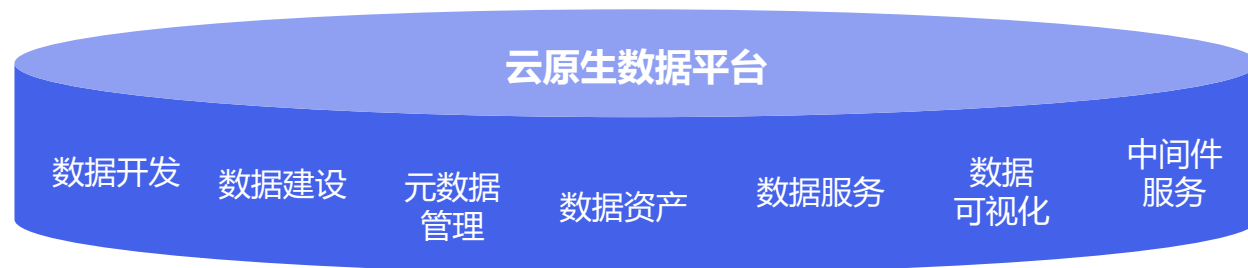 云原生数据平台
数据开发
数据建设
元数据
管理
数据资产
数据服务
数据
可视化
中间件
服务